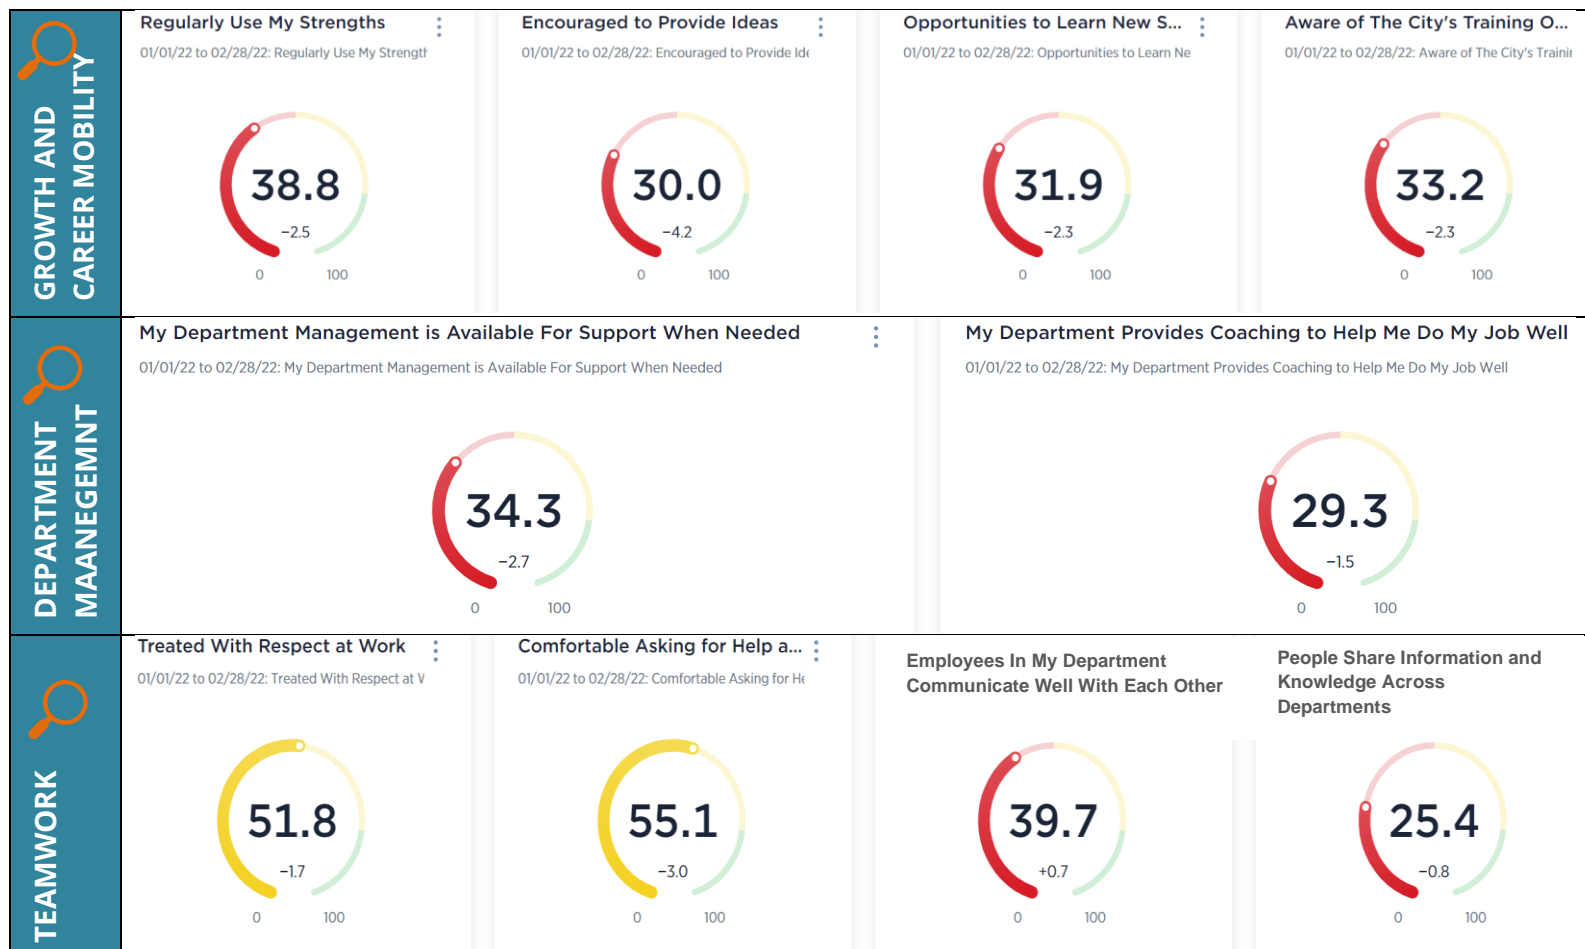 GROWTH AND
CAREER MOBILITY
Regularly Use My Strengths
01/01/22 to 02/28/22: Regularly Use My Strengt
38.8
−2.5
0 100
Encouraged to Provide Ideas
01/01/22 to 02/28/22: Encouraged to Provide Id
30.0
−4.2
0 100
Opportunities to Learn New S...
01/01/22 to 02/28/22: Opportunities to Learn Ne
31.9
−2.3
0 100
Aware of The City's Training O...
01/01/22 to 02/28/22: Aware of The City's Traini
33.2
−2.3
0 100
DEPARTMENT
MAANEGEMNT
My Department Management is Available For Support When Needed
01/01/22 to 02/28/22: My Department Management is Available For Support When Needed
34.3
−2.7
0 100
My Department Provides Coaching to Help Me Do My Job Well
01/01/22 to 02/28/22: My Department Provides Coaching to Help Me Do My Job Well
29.3
−1.5
0 100
TEAMWORK
Treated With Respect at Work
01/01/22 to 02/28/22: Treated With Respect at
51.8
−1.7
0 100
Comfortable Asking for Help a...
01/01/22 to 02/28/22: Comfortable Asking for He
55.1
−3.0
0 100
Employees In My Department
Communicate Well With Each Other
39.7
+0.7
0 100
People Share Information and
Knowledge Across
Departments
25.4
−0.8
0 100